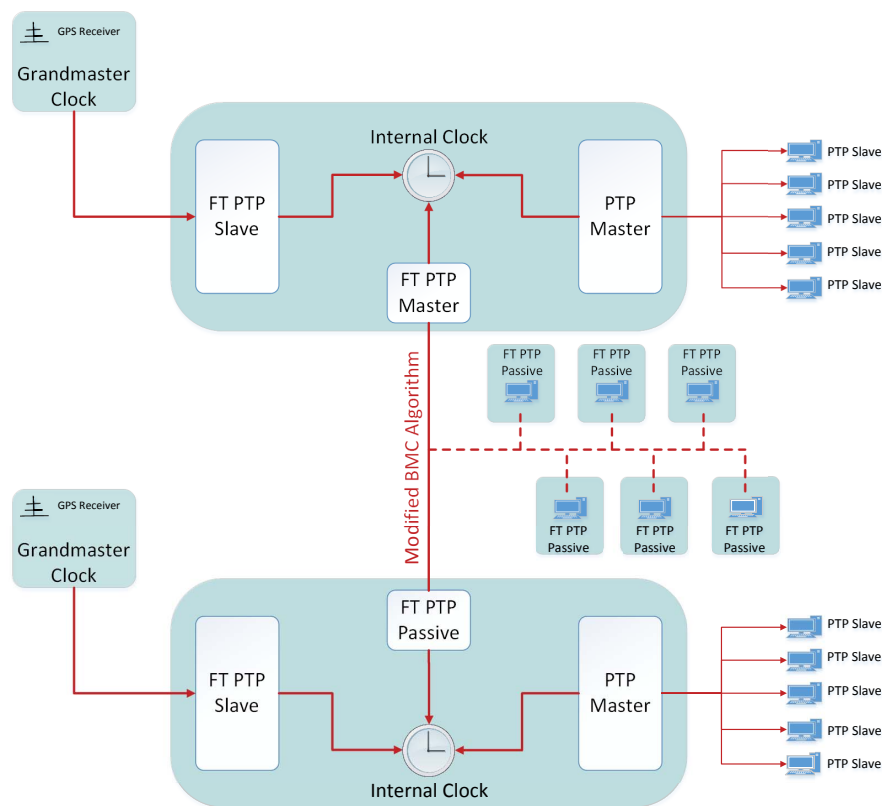 GPS Receiver
Grandmaster
Clock
Internal Clock
FT PTP
Slave
PTP
Master
FT PTP
Master
PTP Slave
PTP Slave
PTP Slave
PTP Slave
PTP Slave
Modified BMC Algorithm
FT PTP
Passive
FT PTP
Passive
FT PTP
Passive
FT PTP
Passive
FT PTP
Passive
FT PTP
Passive
GPS Receiver
Grandmaster
Clock
FT PTP
Passive
FT PTP
Slave
PTP
Master
Internal Clock
PTP Slave
PTP Slave
PTP Slave
PTP Slave
PTP Slave